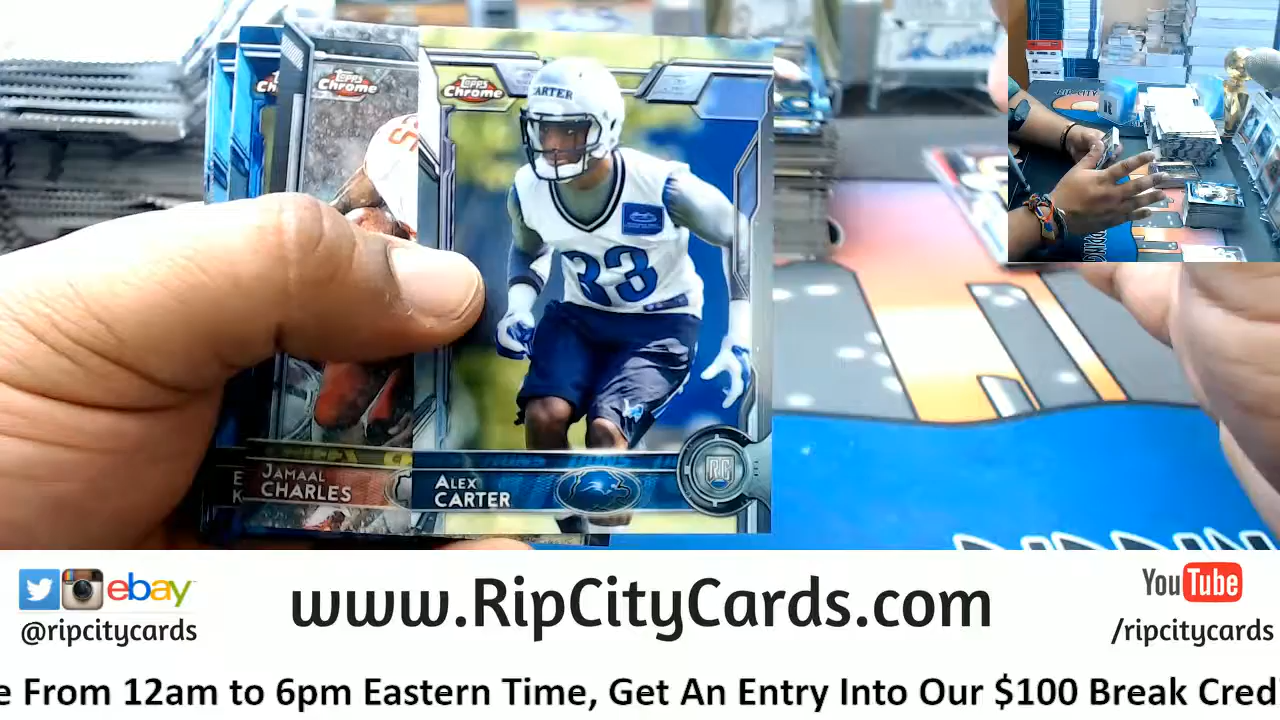 TOPPS Chrome
TOPPS Chrome
CARTER
33
RC
JAMAAL
CHARLES
ALEX
CARTER
E
K
ebay
@ripcitycards
www.RipCityCards.com
YouTube
/ripcitycards
e From 12am to 6pm Eastern Time, Get An Entry Into Our $100 Break Credi